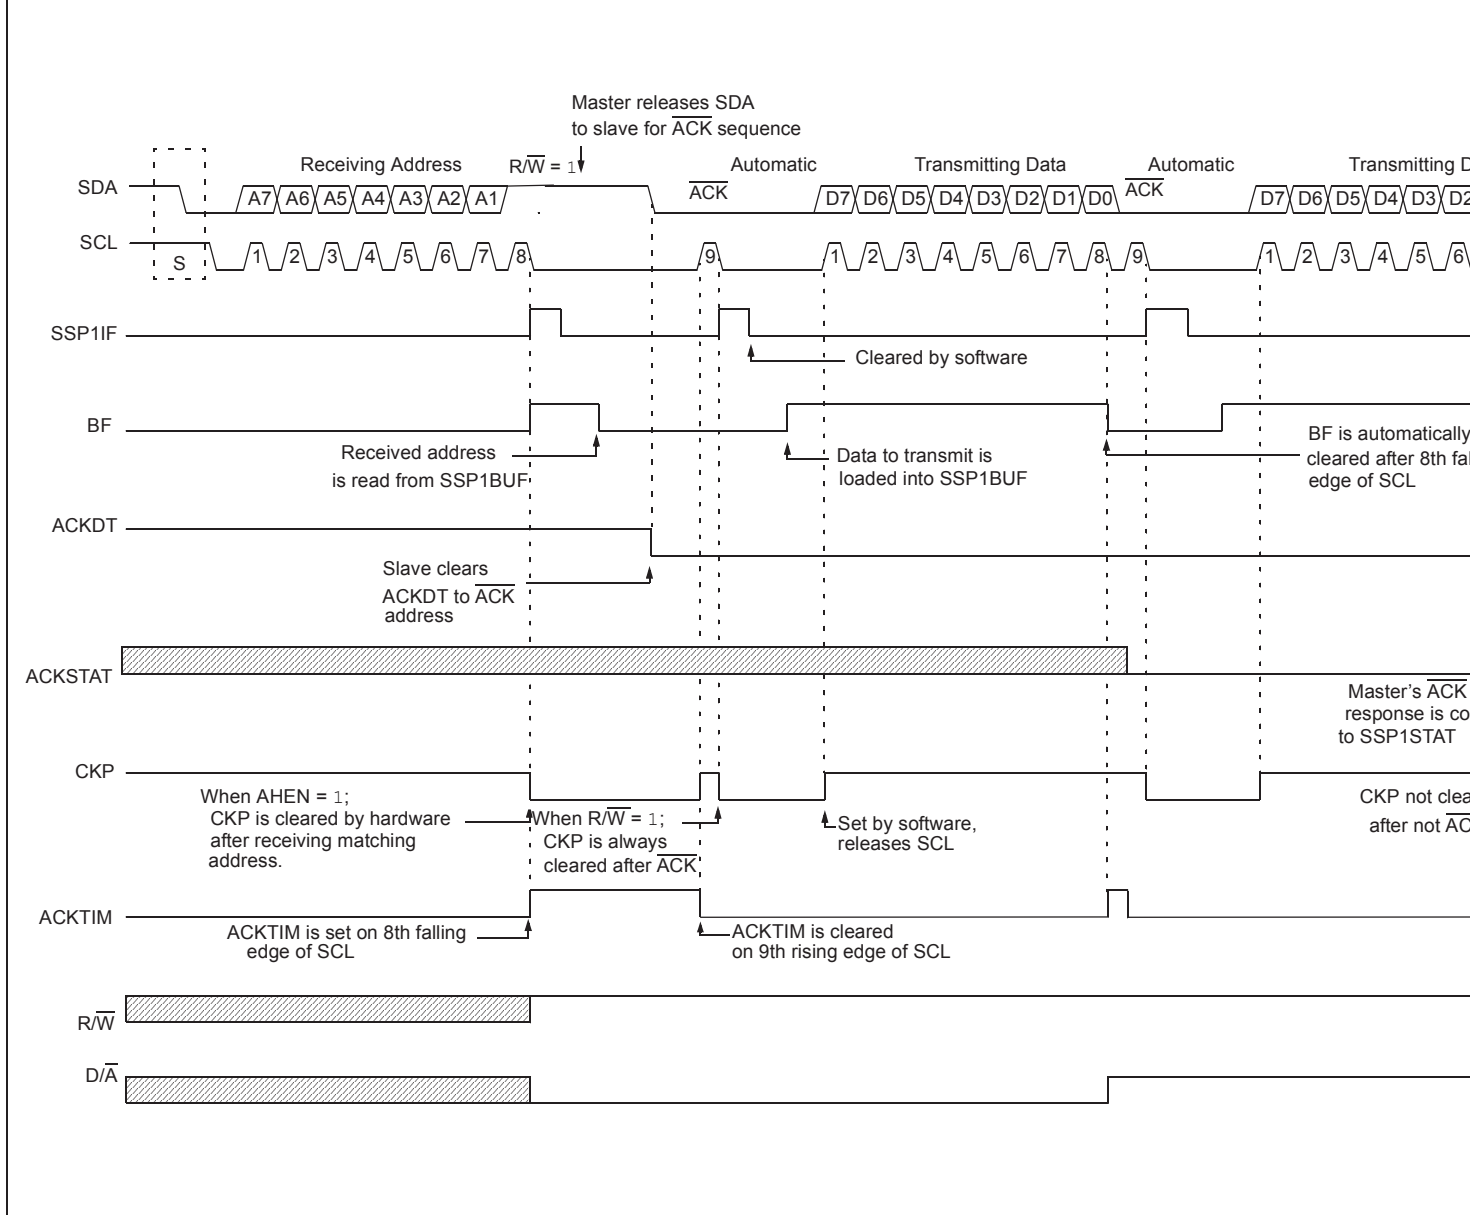 Master releases SDA
to slave for ACK sequence
Receiving Address
R/W = 1
Automatic
Transmitting Data
Automatic
Transmitting D
SDA
A7 A6 A5 A4 A3 A2 A1
ACK
D7 D6 D5 D4 D3 D2 D1 D0
ACK
D7 D6 D5 D4 D3 D2
SCL
S
1 2 3 4 5 6 7 8
9
1 2 3 4 5 6 7 8 9
1 2 3 4 5 6
SSP1IF
Cleared by software
BF
Received address
is read from SSP1BUF
Data to transmit is
loaded into SSP1BUF
BF is automatically
cleared after 8th fal
edge of SCL
ACKDT
Slave clears
ACKDT to ACK
address
ACKSTAT
Master's ACK
response is co
to SSP1STAT
CKP
When AHEN = 1;
CKP is cleared by hardware
after receiving matching
address.
When R/W = 1;
CKP is always
cleared after ACK
Set by software,
releases SCL
CKP not clea
after not AC
ACKTIM
ACKTIM is set on 8th falling
edge of SCL
ACKTIM is cleared
on 9th rising edge of SCL
R/W
D/A